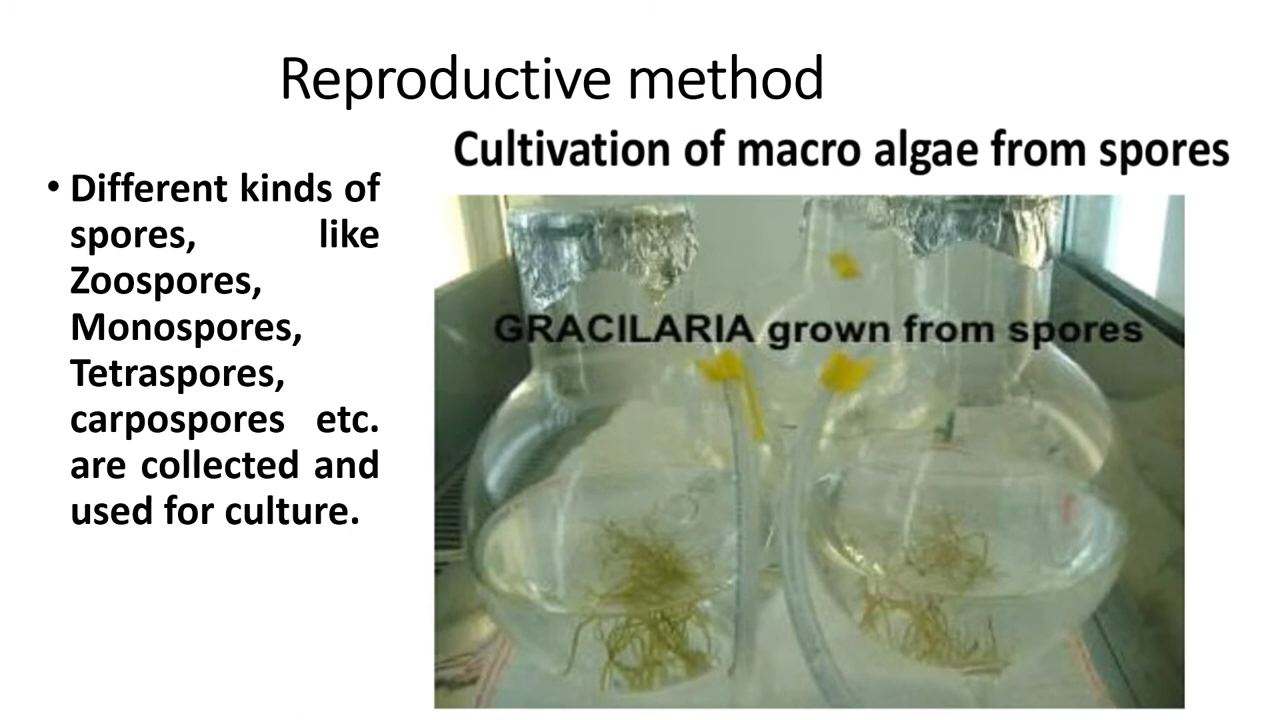 Reproductive method
Cultivation of macro algae from spores
• Different kinds of
spores, like
Zoospores,
Monospores,
Tetraspores,
carpospores etc.
are collected and
used for culture.
GRACILARIA grown from spores